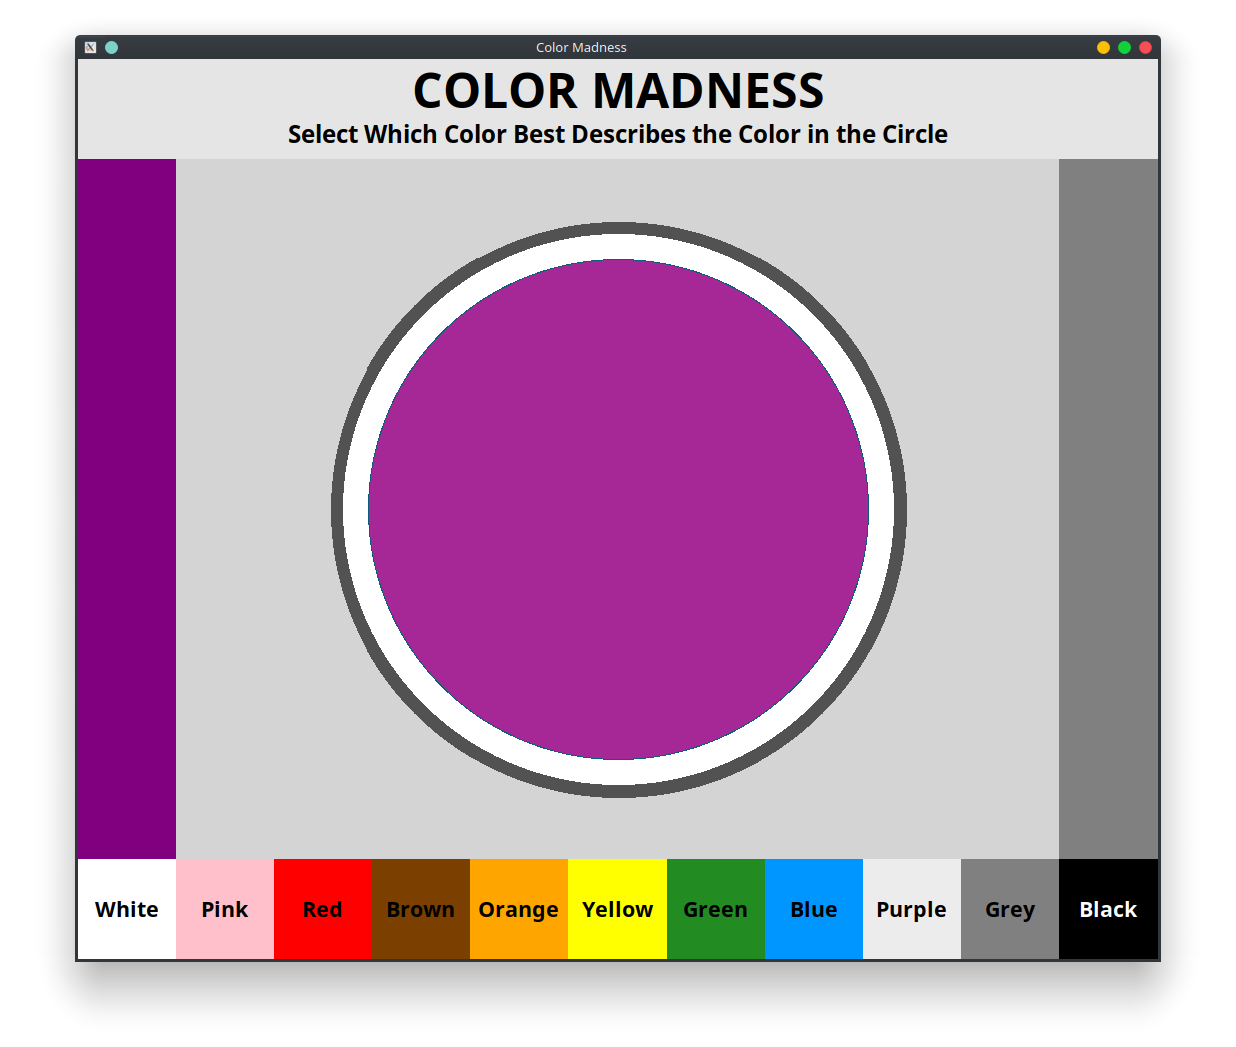 Color Madness
COLOR MADNESS
Select Which Color Best Describes the Color in the Circle
White Pink Red Brown Orange Yellow Green Blue Purple Grey Black